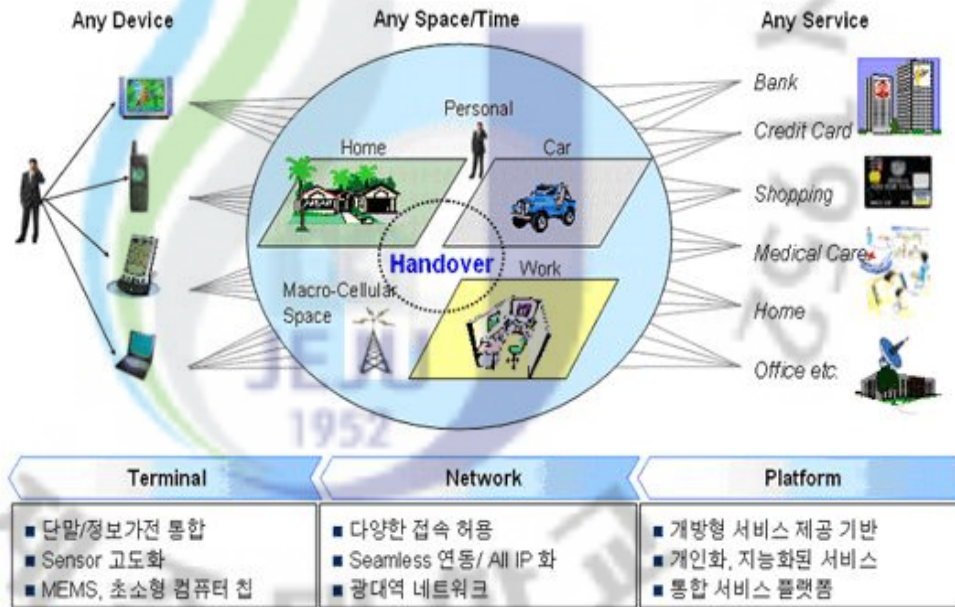 Any Device
Any Space/Time
Any Service
Personal
Home
Car
Handover
Work
Macro-Cellular
Space
Bank
Credit Card
Shopping
Medical Care
Home
Office etc.
JEJU
1952
Terminal
■ 단말/정보가전 통합
■ Sensor 고도화
■ MEMS, 초소형 컴퓨터 칩
Network
■ 다양한 접속 허용
■ Seamless 연동/ All IP 화
■ 광대역 네트워크
Platform
■ 개방형 서비스 제공 기반
■ 개인화, 지능화된 서비스
■ 통합 서비스 플랫폼